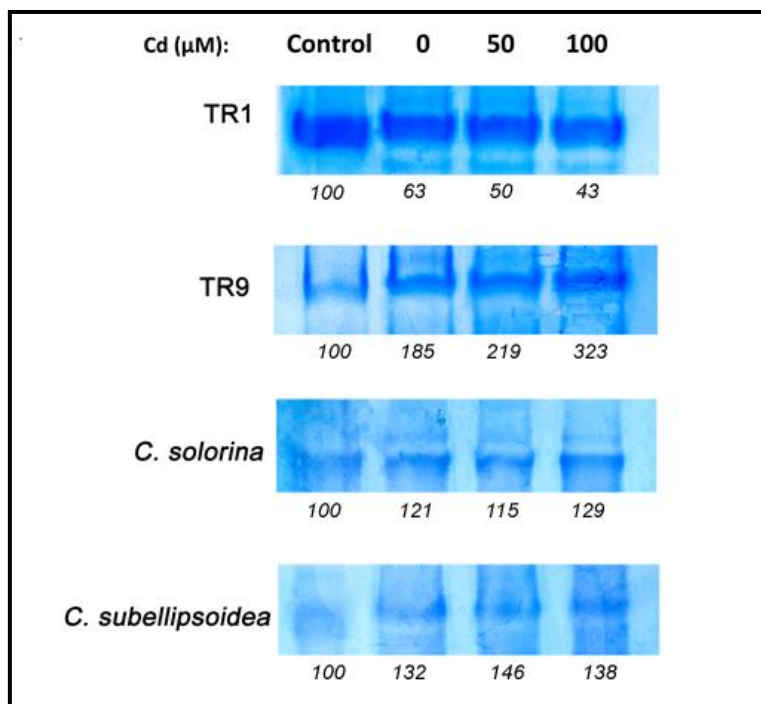 Cd (µM): Control 0 50 100
TR1
100 63 50 43
TR9
100 185 219 323
C. solorina
100 121 115 129
C. subellipsoidea
100 132 146 138